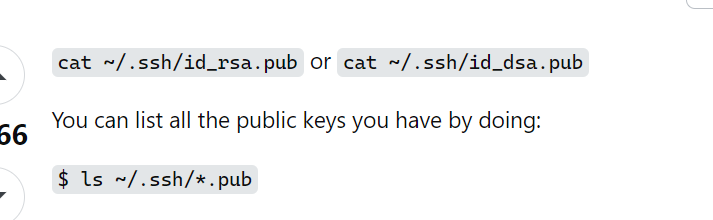 cat ~/.ssh/id_rsa.pub or cat ~/.ssh/id_dsa.pub
You can list all the public keys you have by doing:
66
$ ls ~/.ssh/*.pub